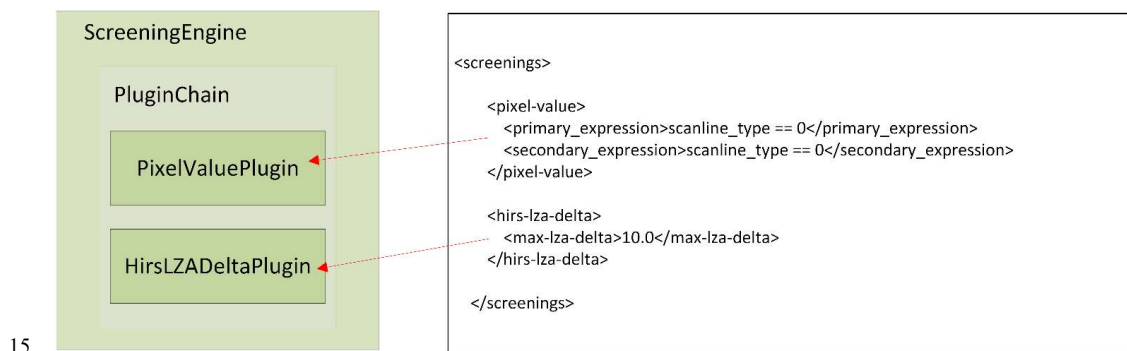 ScreeningEngine
PluginChain
PixelValuePlugin
HirsLZADeltaPlugin
<screenings>
<pixel-value>
<primary_expression>scanline_type == 0</primary_expression>
<secondary_expression>scanline_type == 0</secondary_expression>
</pixel-value>
<hirs-lza-delta>
<max-lza-delta>10.0</max-lza-delta>
</hirs-lza-delta>
</screenings>
15